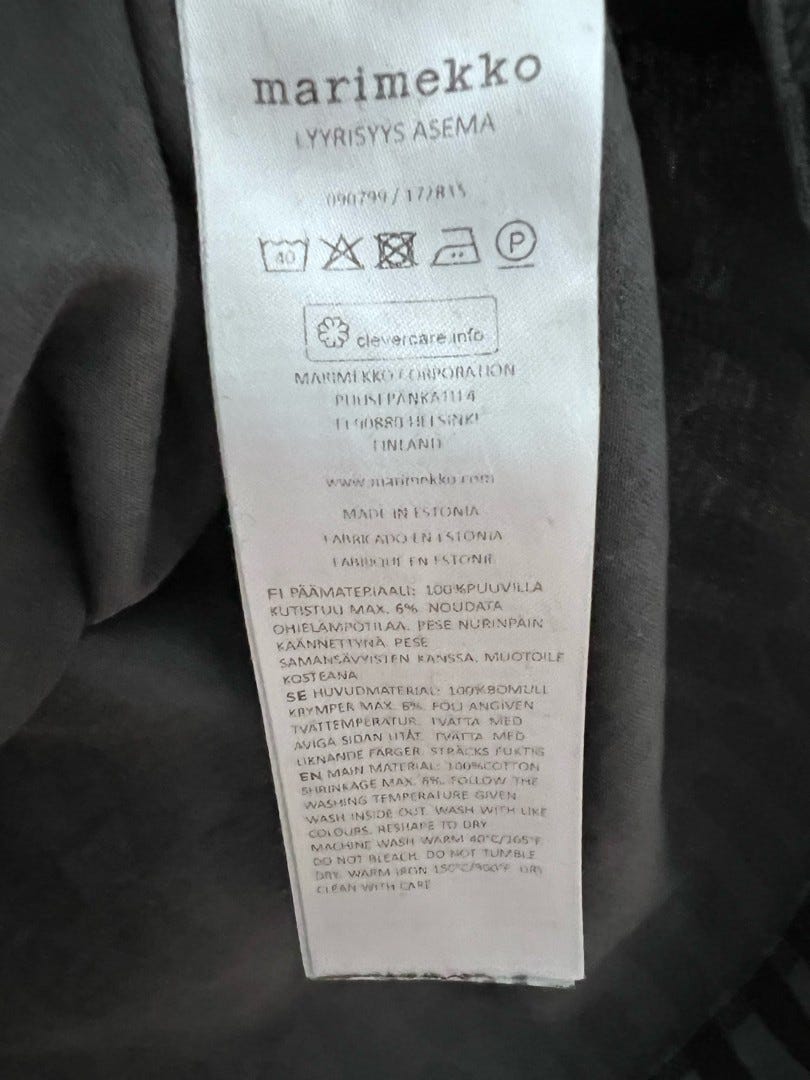 marimekko
LYYRISYYS ASEMA
090799 / 172815
40 P
clevercare.info
MARIMEKKO CORPORATION
PUUSEPÄNKATU 4
FI-00880 HELSINKI
FINLAND
www.marimekko.com
MADE IN ESTONIA
FABRICADO EN ESTONIA
FABRIQUE EN ESTONIE
FI PÄÄMATERIAALI: 100%PUUVILLA
KUTISTUU MAX. 6% NOUDATA
OHJELÄMPÖTILAA. PESE NURINPÄIN
KÄÄNNETTYNÄ. PESE
SAMANSÄVYISTEN KANSSA. MUOTOILE
KOSTEANA
SE HUVUDMATERIAL: 100%BOMULL
KRYMPER MAX. 6% FÖLJ ANGIVEN
TVÄTTEMPERATUR. TVÄTTA MED
AVIGA SIDAN UTÅT. TVÄTTA MED
LIKNANDE FÄRGER. STRÄCKS FUKTIG
EN MAIN MATERIAL: 100%COTTON
SHRINKAGE MAX. 6%. FOLLOW THE
WASHING TEMPERATURE GIVEN.
WASH INSIDE OUT. WASH WITH LIKE
COLOURS. RESHAPE TO DRY
MACHINE WASH WARM 40°C/105°F
DO NOT BLEACH. DO NOT TUMBLE
DRY. WARM IRON 150°C/300°F DRY
CLEAN WITH CARE